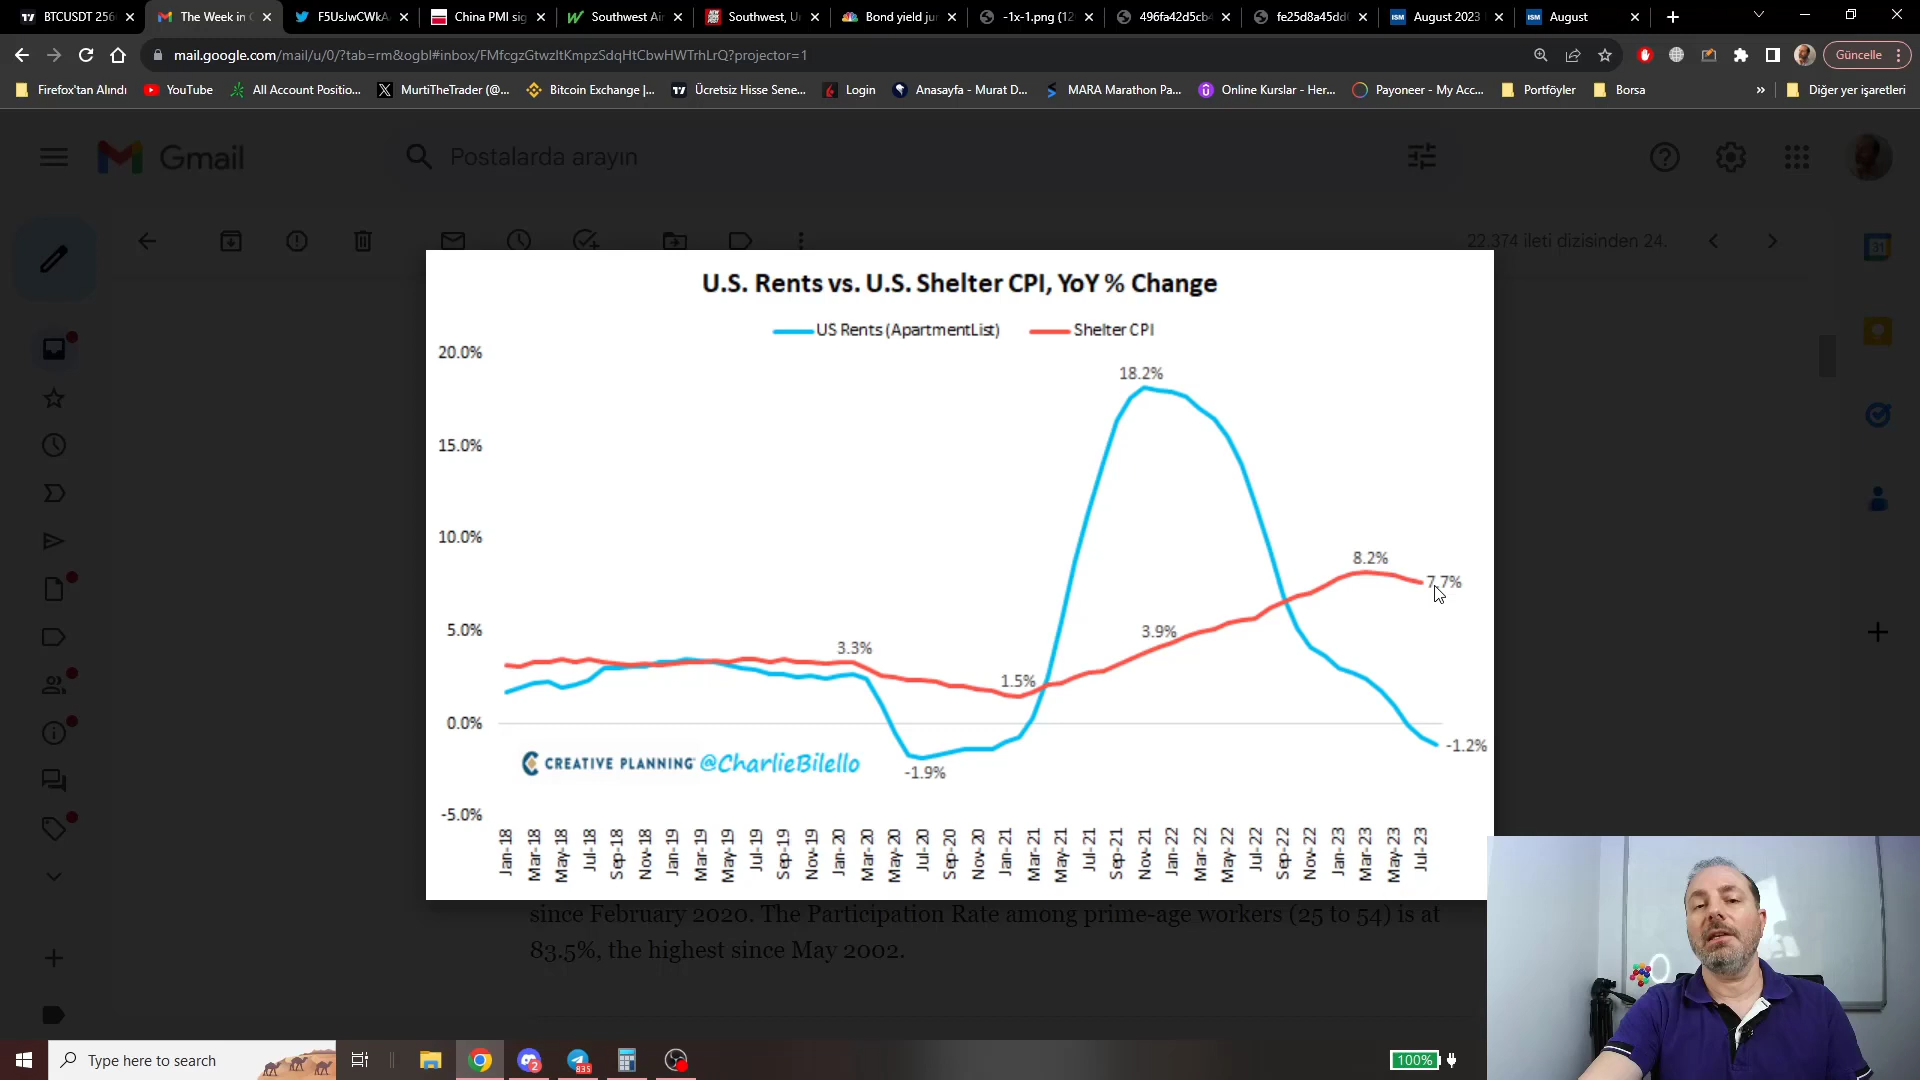 BTCUSDT 256
The Week in C
F5UsJwCWkA
China PMI sig
Southwest Air
Southwest, U
Bond yield ju
-1x-1.png (12
496fa42d5cb
fe25d8a45dd
August 2023
August
mail.google.com/mail/u/0/?tab=rm&ogbl#inbox/FMfcgzGtwzItKmpzSdqHtCbwHWTrhLrQ?projector=1
Güncelle
Firefox'tan Alındı
YouTube
All Account Positio...
MurtiTheTrader (@...
Bitcoin Exchange |...
Ücretsiz Hisse Sene...
Login
Anasayfa - Murat D...
MARA Marathon Pa...
Online Kurslar - Her...
Payoneer - My Acc...
Portföyler
Borsa
»
Diğer yer işaretleri
Gmail
Postalarda arayın
22.374 ileti dizisinden 24.
31
U.S. Rents vs. U.S. Shelter CPI, YoY % Change
US Rents (ApartmentList)
Shelter CPI
20.0%
15.0%
10.0%
5.0%
0.0%
-5.0%
18.2%
8.2%
7.7%
3.9%
3.3%
1.5%
-1.2%
-1.9%
CREATIVE PLANNING @CharlieBilello
Jan-18
Mar-18
May-18
Jul-18
Sep-18
Nov-18
Jan-19
Mar-19
May-19
Jul-19
Sep-19
Nov-19
Jan-20
Mar-20
May-20
Jul-20
Sep-20
Nov-20
Jan-21
Mar-21
May-21
Jul-21
Sep-21
Nov-21
Jan-22
Mar-22
May-22
Jul-22
Sep-22
Nov-22
Jan-23
Mar-23
May-23
Jul-23
since February 2020. The Participation Rate among prime-age workers (25 to 54) is at
83.5%, the highest since May 2002.
Type here to search
2
835
100%